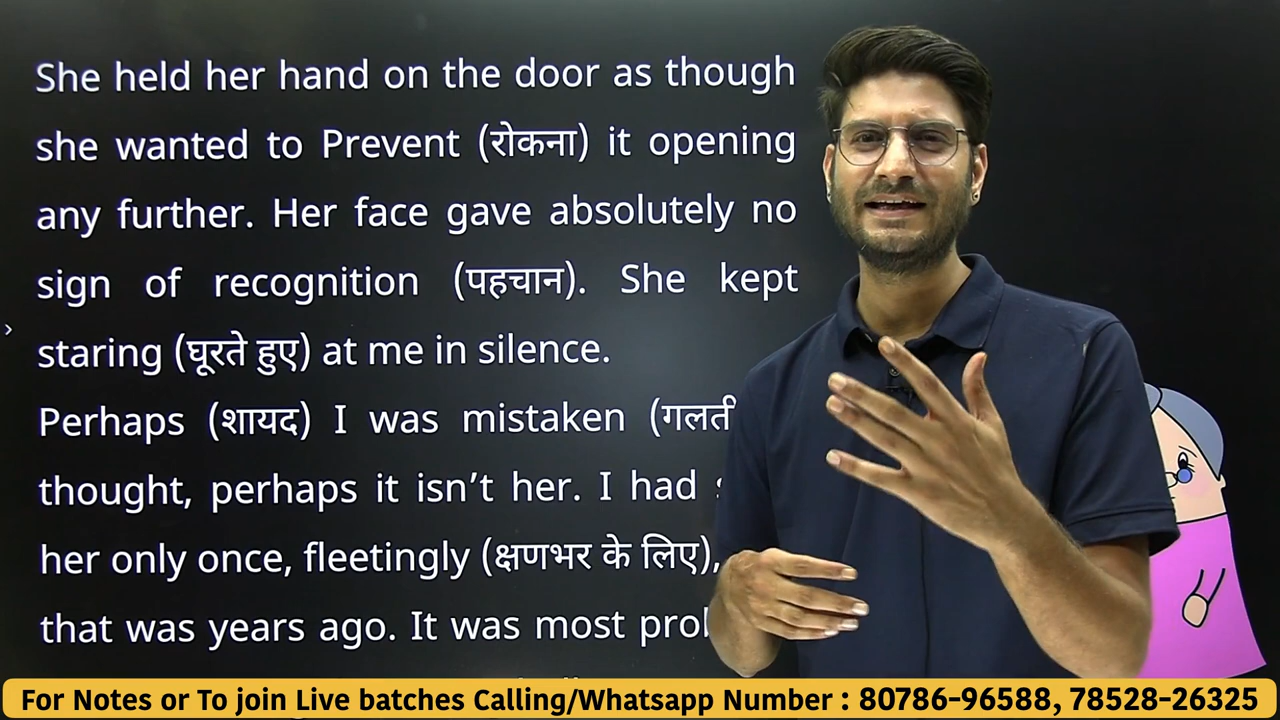 She held her hand on the door as though
she wanted to Prevent (रोकना) it opening
any further. Her face gave absolutely no
sign of recognition (पहचान). She kept
staring (घूरते हुए) at me in silence.
Perhaps (शायद) I was mistaken (गलती
thought, perhaps it isn’t her. I had
her only once, fleetingly (क्षणभर के लिए),
that was years ago. It was most
For Notes or To join Live batches Calling/Whatsapp Number : 80786-96588, 78528-26325